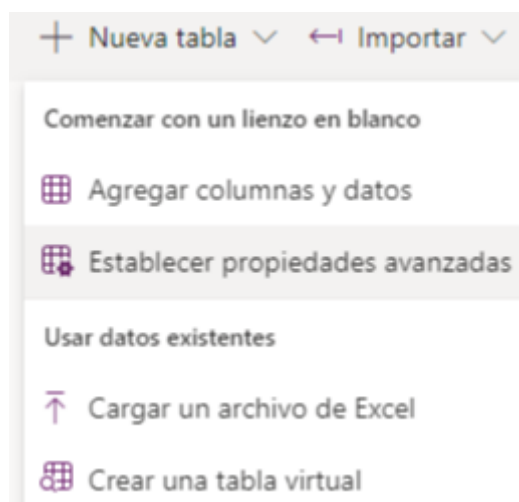 Nueva tabla Importar
Comenzar con un lienzo en blanco
Agregar columnas y datos
Establecer propiedades avanzadas
Usar datos existentes
Cargar un archivo de Excel
Crear una tabla virtual